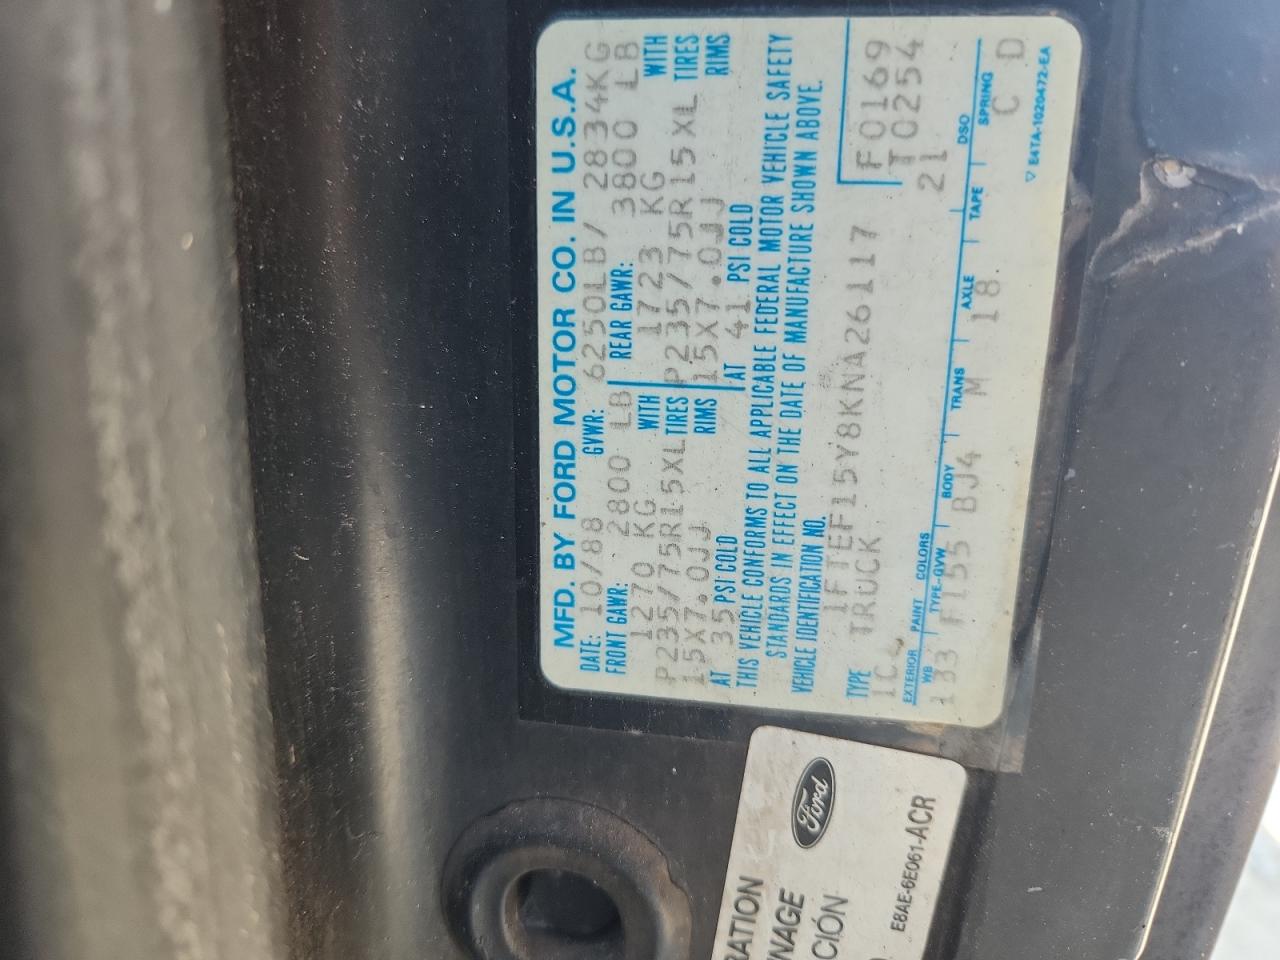 MFD. BY FORD MOTOR CO. IN U.S.A.
DATE: 10/88 GVWR: 6250LB/ 2834KG
FRONT GAWR: 2800 LB REAR GAWR: 3800 LB
1270 KG WITH 1723 KG WITH
P235/75R15XL TIRES P235/75R15XL TIRES
15X7.0JJ RIMS 15X7.0JJ RIMS
AT 35 PSI COLD AT 41 PSI COLD
THIS VEHICLE CONFORMS TO ALL APPLICABLE FEDERAL MOTOR VEHICLE SAFETY
STANDARDS IN EFFECT ON THE DATE OF MANUFACTURE SHOWN ABOVE.
VEHICLE IDENTIFICATION NO.
1FTEF15Y8KNA26117
TYPE TRUCK F0169
T0254
1C 21
EXTERIOR PAINT COLORS DSO
WB TYPE-GVW BODY TRANS AXLE TAPE SPRING
133 F155 BJ4 M 18. C D
▽ E4TA-1020472-EA
Ford
RATION
NNAGE
CIÓN
E8AE-6E061-ACR